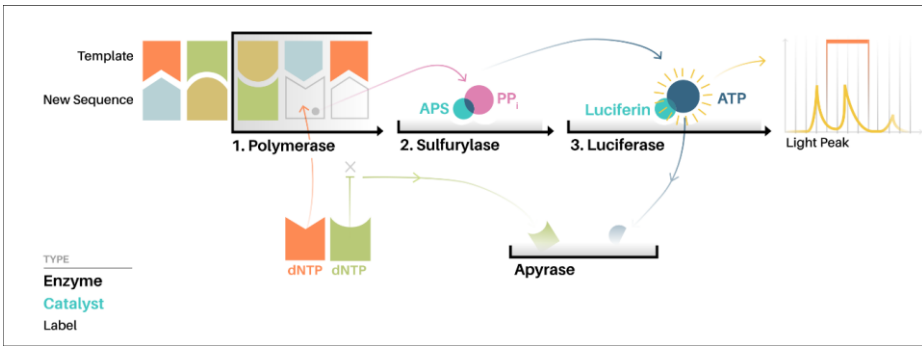 Template
New Sequence
APS
PPi
Luciferin
ATP
1. Polymerase
2. Sulfurylase
3. Luciferase
Light Peak
dNTP
dNTP
Apyrase
TYPE
Enzyme
Catalyst
Label